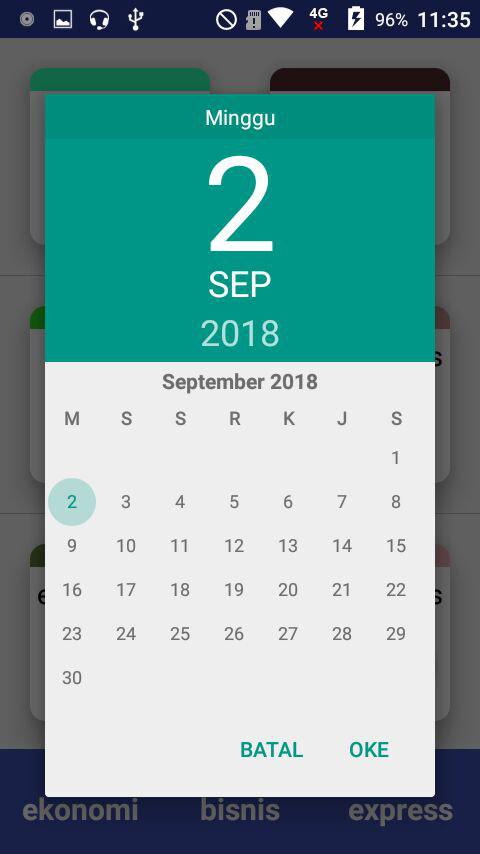 4G 96% 11:35
Minggu
2
SEP
2018
September 2018
M S S R K J S
1
2 3 4 5 6 7 8
9 10 11 12 13 14 15
16 17 18 19 20 21 22
23 24 25 26 27 28 29
30
BATAL OKE
ekonomi bisnis express